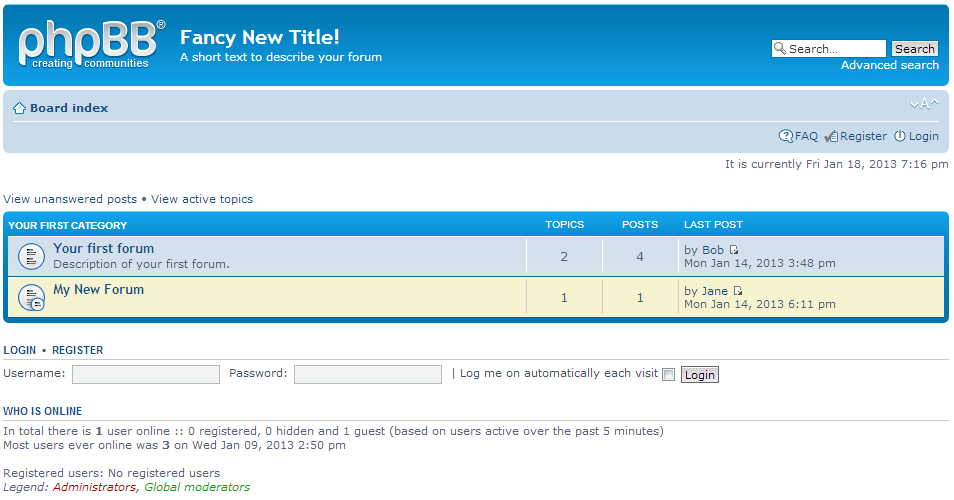 phpBB®
creating communities
Fancy New Title!
A short text to describe your forum
Search... Search
Advanced search
Board index
A
FAQ Register Login
It is currently Fri Jan 18, 2013 7:16 pm
View unanswered posts • View active topics
YOUR FIRST CATEGORY TOPICS POSTS LAST POST
Your first forum
Description of your first forum.
2 4
by Bob
Mon Jan 14, 2013 3:48 pm
My New Forum
1 1
by Jane
Mon Jan 14, 2013 6:11 pm
LOGIN • REGISTER
Username: Password: | Log me on automatically each visit Login
WHO IS ONLINE
In total there is 1 user online :: 0 registered, 0 hidden and 1 guest (based on users active over the past 5 minutes)
Most users ever online was 3 on Wed Jan 09, 2013 2:50 pm
Registered users: No registered users
Legend: Administrators, Global moderators